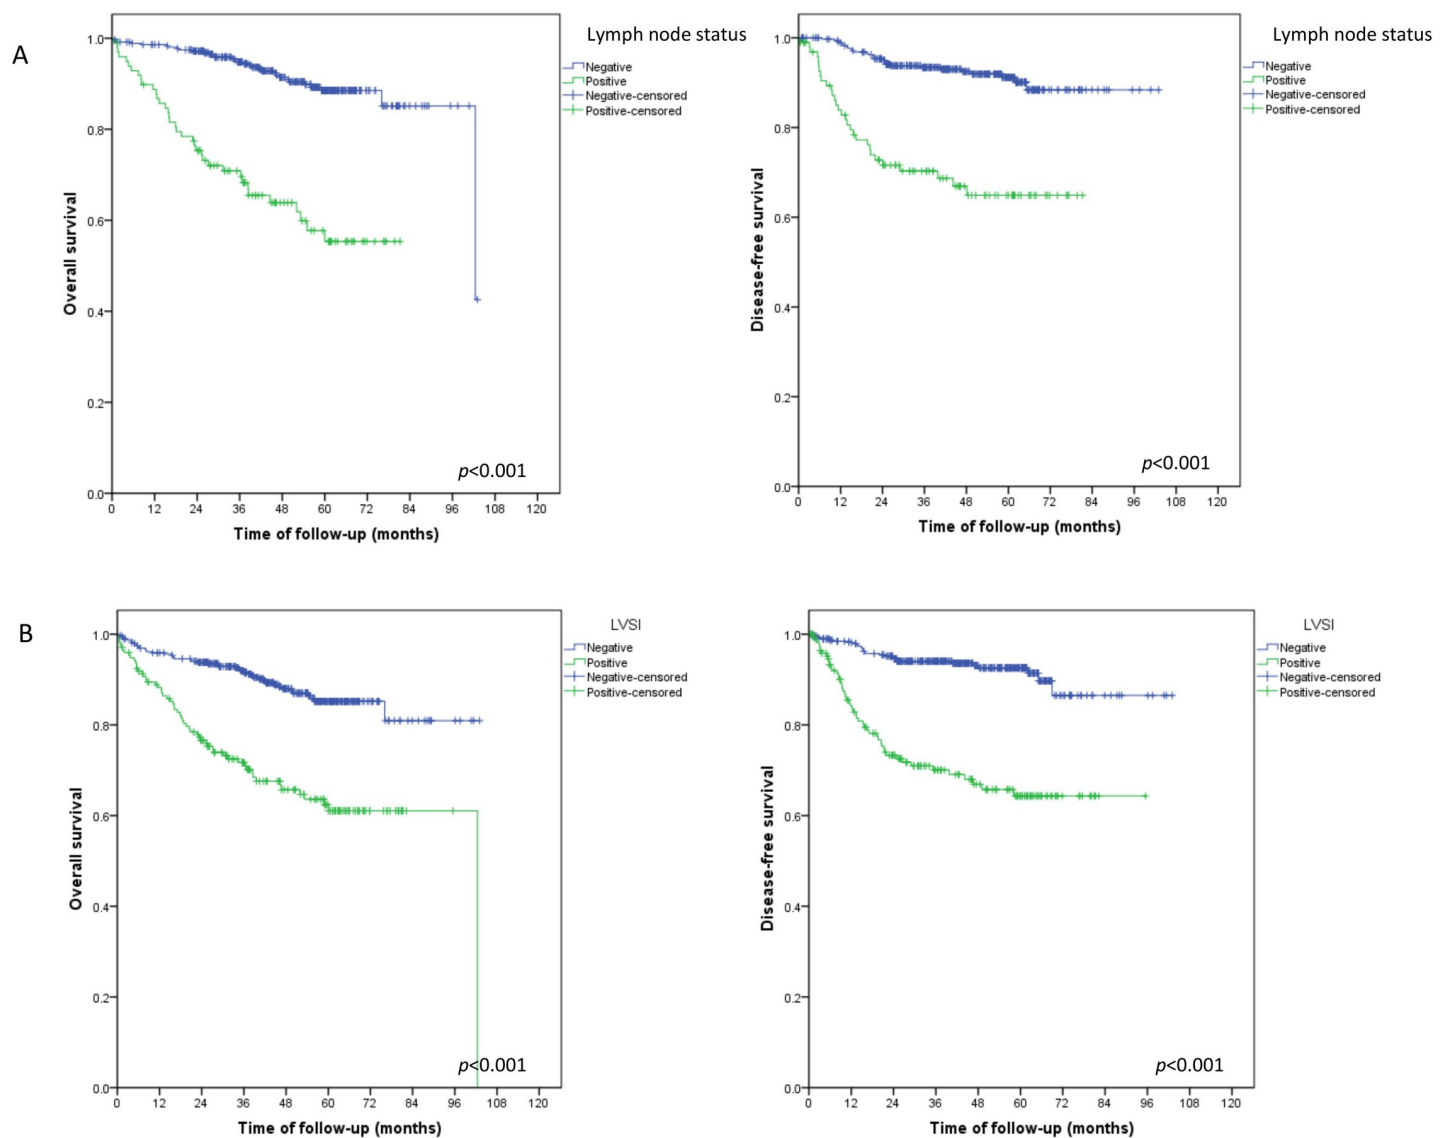 A
Lymph node status
Negative
Positive
Negative-censored
Positive-censored
Overall survival
1.0
0.8
0.6
0.4
0.2
0.0
p<0.001
0 12 24 36 48 60 72 84 96 108 120
Time of follow-up (months)
Lymph node status
Negative
Positive
Negative-censored
Positive-censored
Disease-free survival
1.0
0.8
0.6
0.4
0.2
0.0
p<0.001
0 12 24 36 48 60 72 84 96 108 120
Time of follow-up (months)
B
LVSI
Negative
Positive
Negative-censored
Positive-censored
Overall survival
1.0
0.8
0.6
0.4
0.2
0.0
p<0.001
0 12 24 36 48 60 72 84 96 108 120
Time of follow-up (months)
LVSI
Negative
Positive
Negative-censored
Positive-censored
Disease-free survival
1.0
0.8
0.6
0.4
0.2
0.0
p<0.001
0 12 24 36 48 60 72 84 96 108 120
Time of follow-up (months)